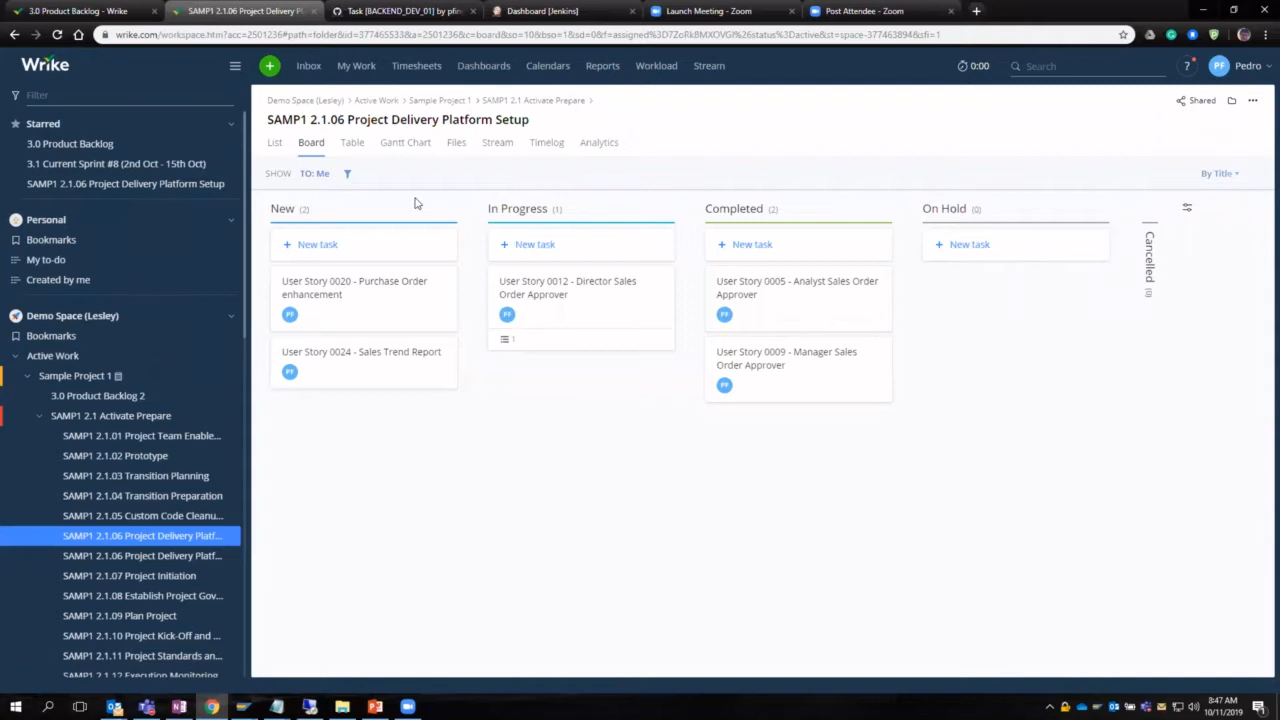 3.0 Product Backlog - Wrike
SAMP1 2.1.06 Project Delivery Pl
Task [BACKEND_DEV_01] by pfine
Dashboard [Jenkins]
Launch Meeting - Zoom
Post Attendee - Zoom
wrike.com/workspace.htm?acc=2501236#path=folder&id=377465533&a=2501236&c=board&so=10&bso=1&sd=0&f=assigned%3D7ZoRk8MXOVGl%26status%3Dactive&t=space-377463894&sfi=1
Wrike
Inbox
My Work
Timesheets
Dashboards
Calendars
Reports
Workload
Stream
0:00
Search
?
PF
Pedro
Filter
Starred
3.0 Product Backlog
3.1 Current Sprint #8 (2nd Oct - 15th Oct)
SAMP1 2.1.06 Project Delivery Platform Setup
Personal
Bookmarks
My to-do
Created by me
Demo Space (Lesley)
Bookmarks
Active Work
Sample Project 1
3.0 Product Backlog 2
SAMP1 2.1 Activate Prepare
SAMP1 2.1.01 Project Team Enable...
SAMP1 2.1.02 Prototype
SAMP1 2.1.03 Transition Planning
SAMP1 2.1.04 Transition Preparation
SAMP1 2.1.05 Custom Code Cleanu...
SAMP1 2.1.06 Project Delivery Platf...
SAMP1 2.1.06 Project Delivery Platf...
SAMP1 2.1.07 Project Initiation
SAMP1 2.1.08 Establish Project Gov...
SAMP1 2.1.09 Plan Project
SAMP1 2.1.10 Project Kick-Off and ...
SAMP1 2.1.11 Project Standards an...
SAMP1 2.1.12 Execution Monitoring
Demo Space (Lesley) > Active Work > Sample Project 1 > SAMP1 2.1 Activate Prepare >
Shared
SAMP1 2.1.06 Project Delivery Platform Setup
List
Board
Table
Gantt Chart
Files
Stream
Timelog
Analytics
SHOW
TO: Me
By Title
New (2)
New task
User Story 0020 - Purchase Order
enhancement
PF
User Story 0024 - Sales Trend Report
PF
In Progress (1)
New task
User Story 0012 - Director Sales
Order Approver
PF
1
Completed (2)
New task
User Story 0005 - Analyst Sales Order
Approver
PF
User Story 0009 - Manager Sales
Order Approver
PF
On Hold (0)
New task
Cancelled (0)
8:47 AM
10/11/2019